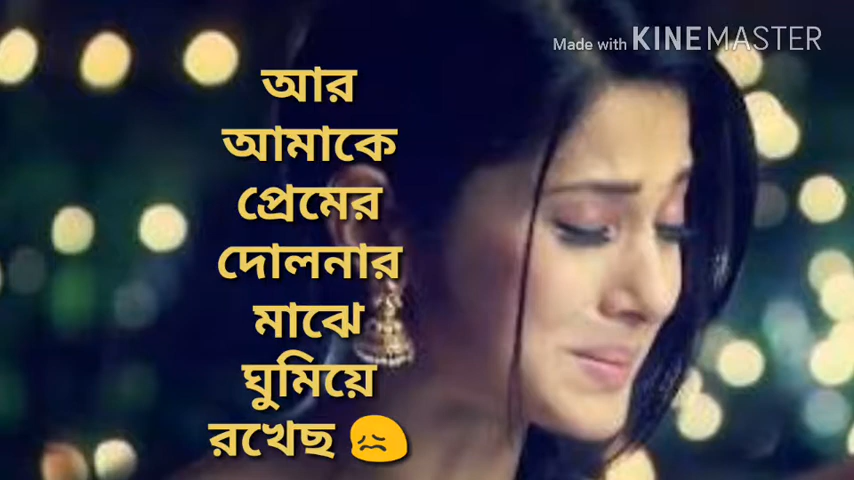 Made with KINEMASTER
আর
আমাকে
প্রেমের
দোলনার
মাঝে
ঘুমিয়ে
রখেছ 😖